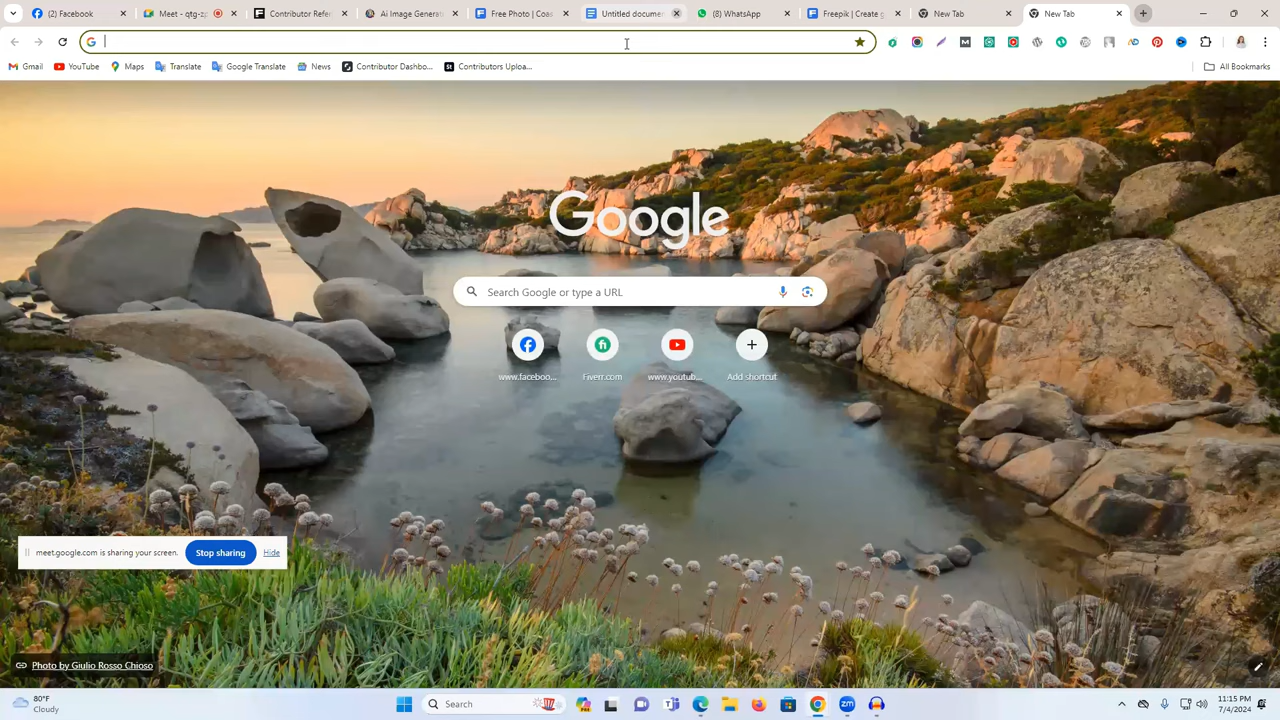 (2) Facebook
Meet - qtg-zp
Contributor Refer
Ai Image Generat
Free Photo | Coas
Untitled documen
(8) WhatsApp
Freepik | Create g
New Tab
New Tab
Gmail
YouTube
Maps
Translate
Google Translate
News
Contributor Dashbo...
Contributors Uploa...
All Bookmarks
Google
Search Google or type a URL
www.faceboo...
Fiverr.com
www.youtub...
Add shortcut
meet.google.com is sharing your screen.
Stop sharing
Hide
Photo by Giulio Rosso Chioso
80°F
Cloudy
Search
11:15 PM
7/4/2024